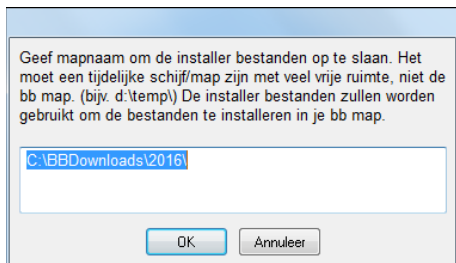 Geef mapnaam om de installer bestanden op te slaan. Het
moet een tijdelijke schijf/map zijn met veel vrije ruimte, niet de
bb map. (bijv. d:\temp\) De installer bestanden zullen worden
gebruikt om de bestanden te installeren in je bb map.
C:\BBDownloads\2016\
OK Annuleer